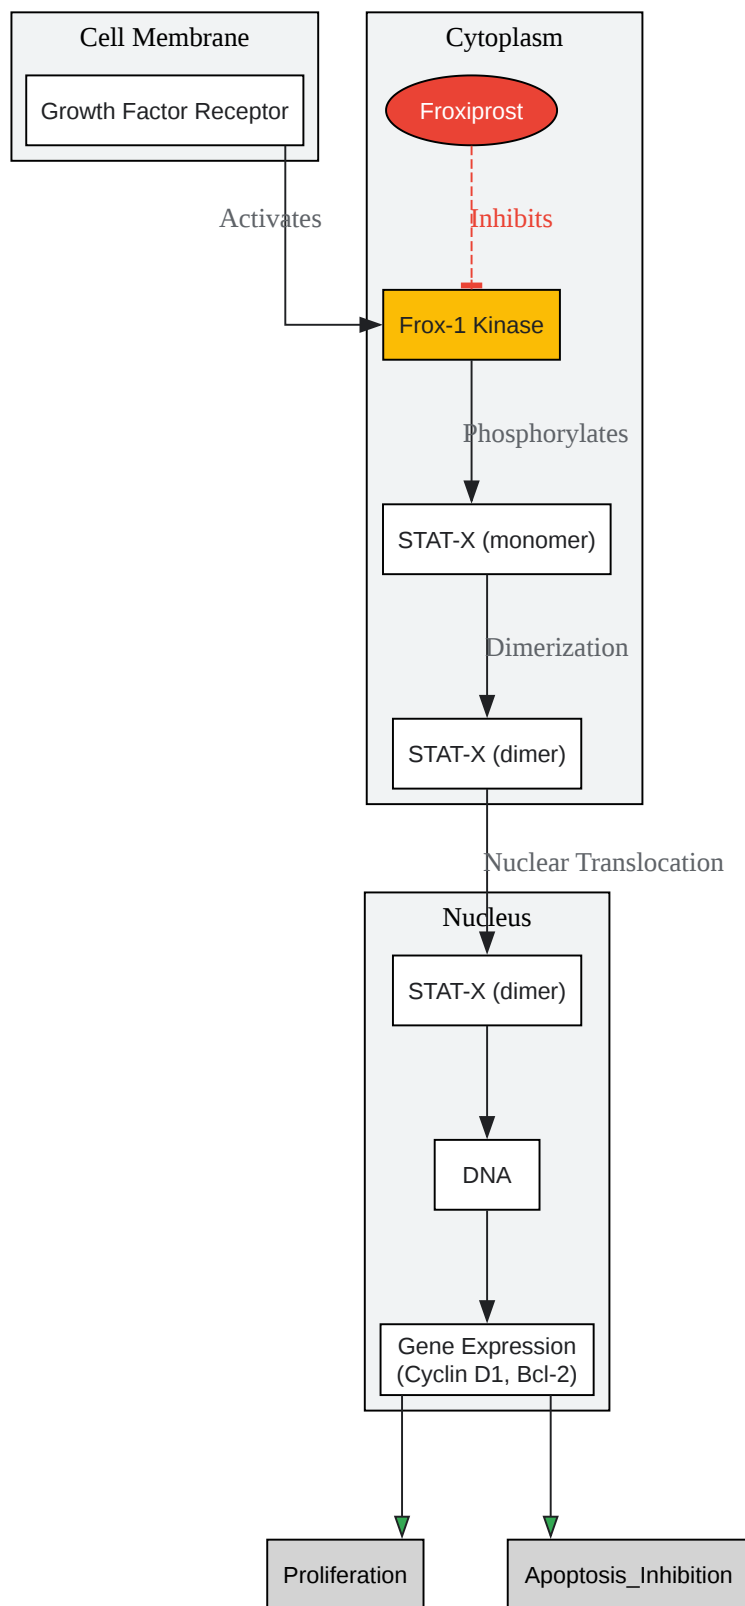 Cell Membrane
Cytoplasm
Growth Factor Receptor
Froxiprost
Activates
Inhibits
Frox-1 Kinase
Phosphorylates
STAT-X (monomer)
Dimerization
STAT-X (dimer)
Nuclear Translocation
Nucleus
STAT-X (dimer)
DNA
Gene Expression
(Cyclin D1, Bcl-2)
Proliferation
Apoptosis_Inhibition